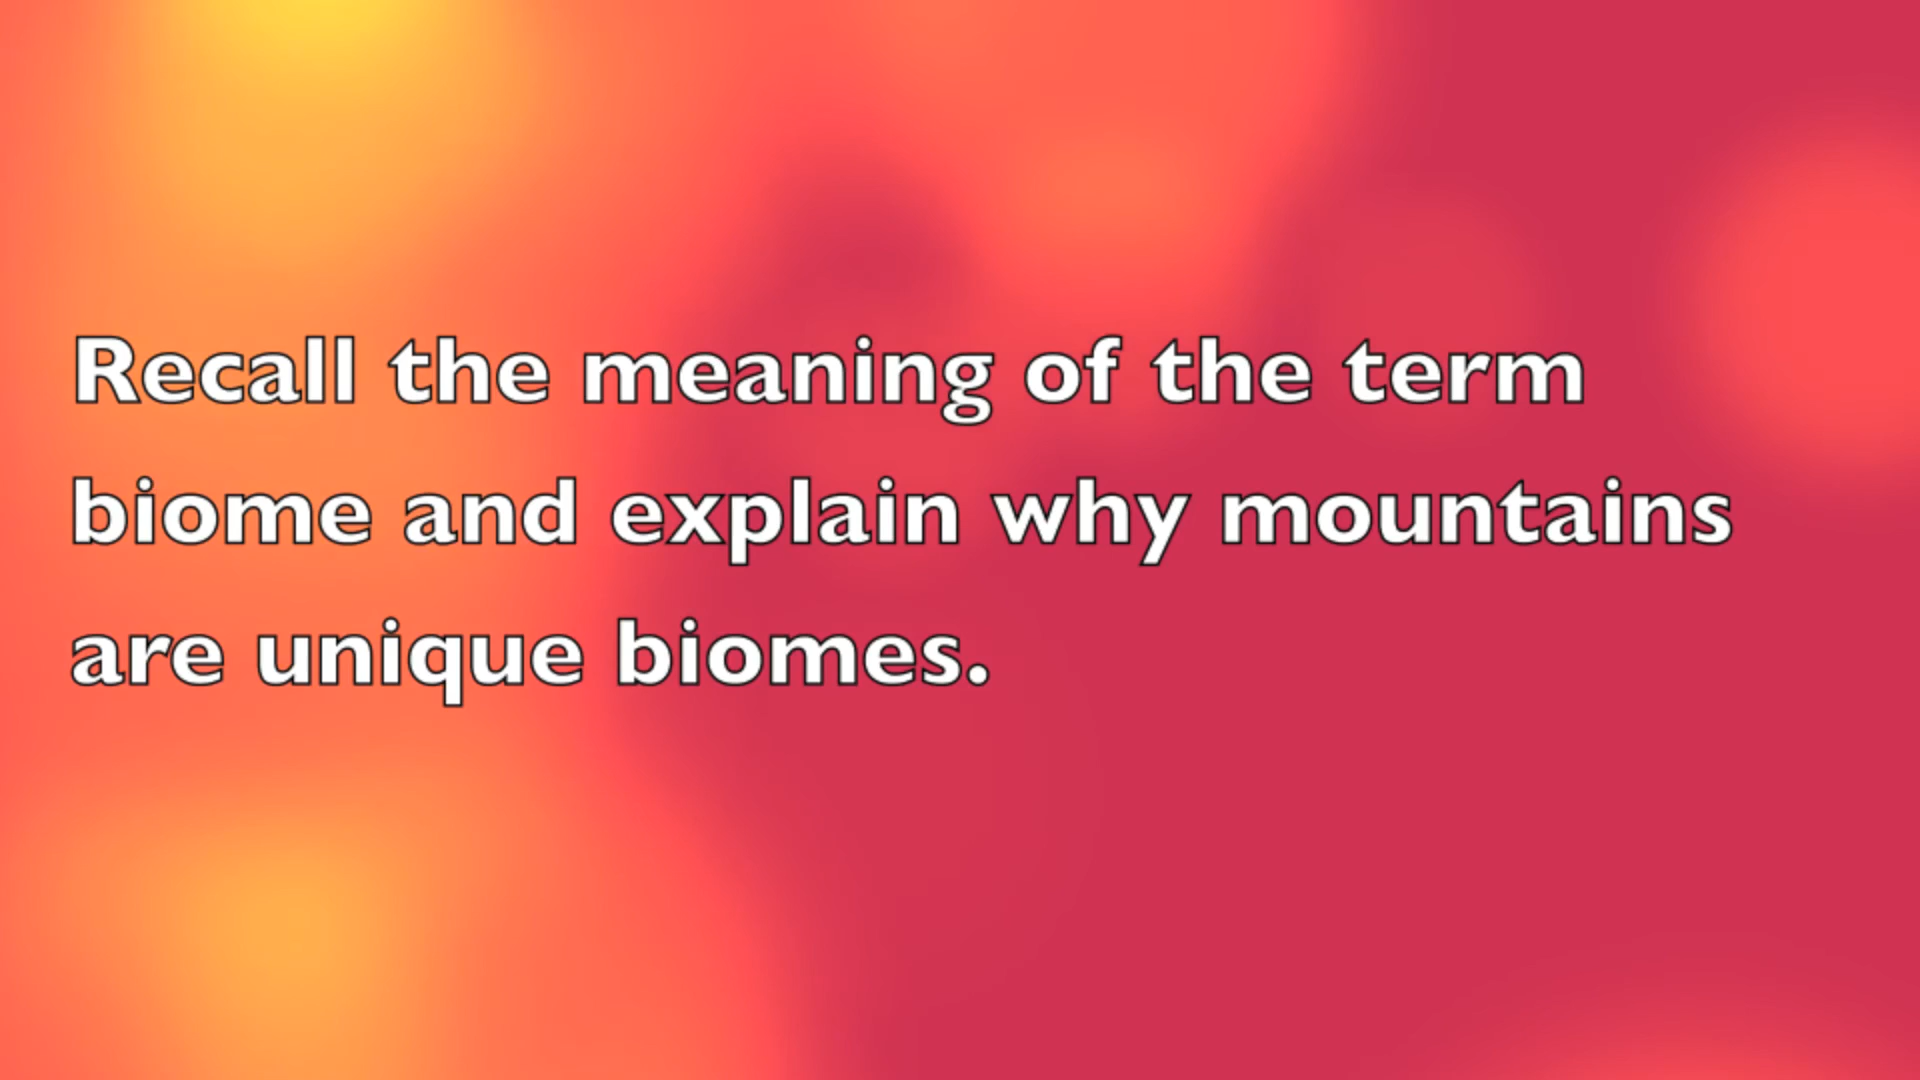 Recall the meaning of the term
biome and explain why mountains
are unique biomes.